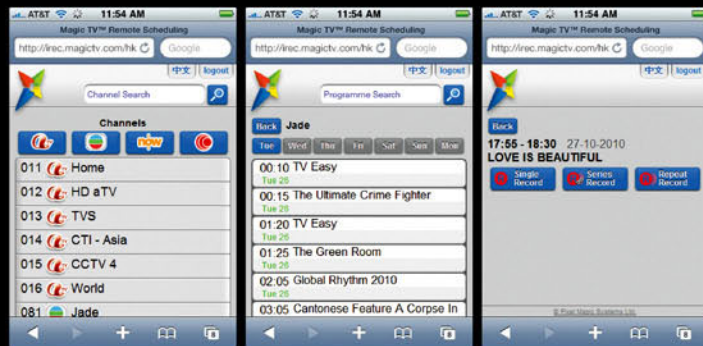 AT&T 11:54 AM
Magic TV™ Remote Scheduling
http://irec.magictv.com/hk Google
中文 logout
Channel Search
Channels
now
011 Home
012 HD aTV
013 TVS
014 CTI - Asia
015 CCTV 4
016 World
081 Jade
8
AT&T 11:54 AM
Magic TV™ Remote Scheduling
http://irec.magictv.com/hk Google
中文 logout
Programme Search
Back Jade
Tue Wed Thu Fri Sat Sun Mon
00:10 TV Easy
Tue 26
00:15 The Ultimate Crime Fighter
Tue 26
01:20 TV Easy
Tue 26
01:25 The Green Room
Tue 26
02:05 Global Rhythm 2010
Tue 26
03:05 Cantonese Feature A Corpse In
8
AT&T 11:54 AM
Magic TV™ Remote Scheduling
http://irec.magictv.com/hk Google
中文 logout
Back
17:55 - 18:30 27-10-2010
LOVE IS BEAUTIFUL
Single Record
Series Record
Repeat Record
© Pixel Magic Systems Ltd.
8